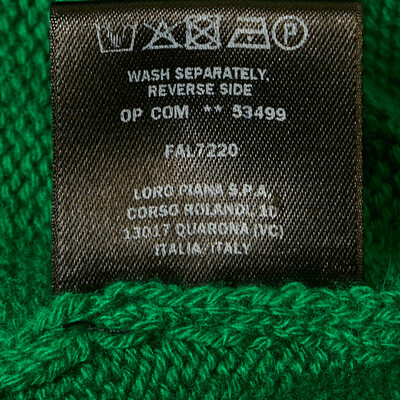 WASH SEPARATELY,
REVERSE SIDE
OP COM ** 53499
FAL7220
LORO PIANA S.P.A,
CORSO ROLANDI, 10
13017 QUARONA (VC)
ITALIA/ITALY